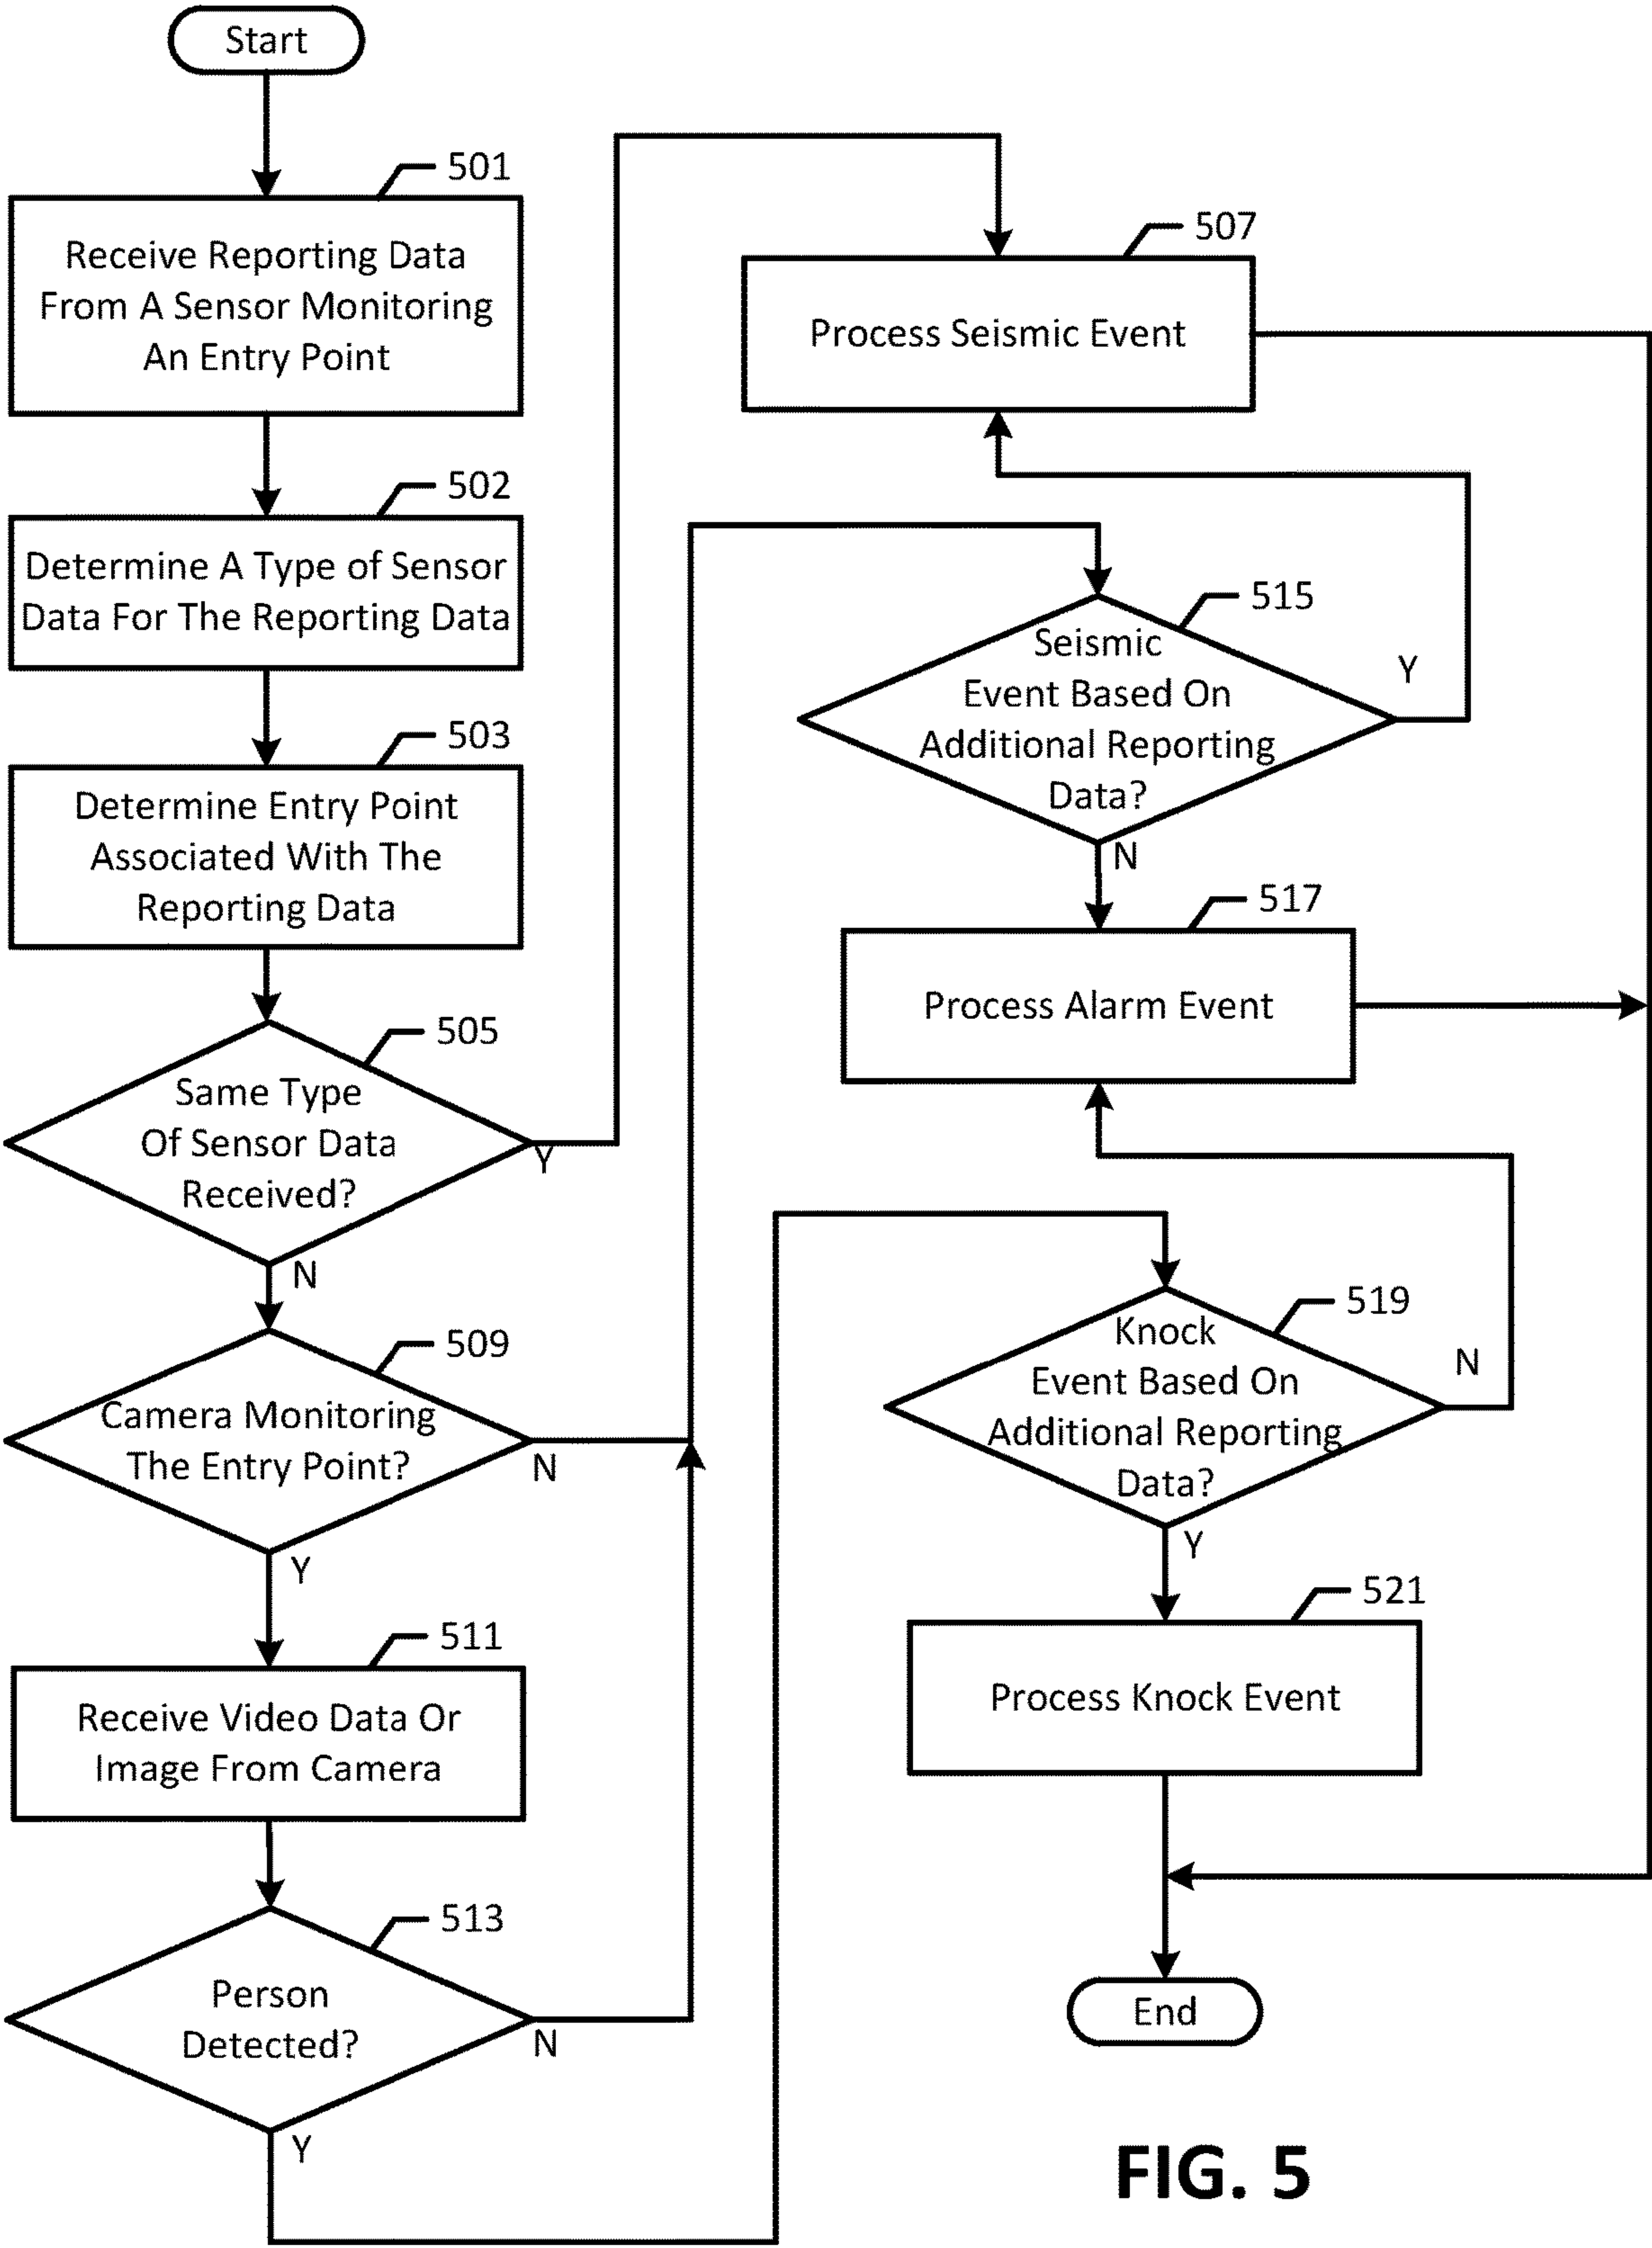 Start
501
Receive Reporting Data
From A Sensor Monitoring
An Entry Point
502
Determine A Type of Sensor
Data For The Reporting Data
503
Determine Entry Point
Associated With The
Reporting Data
505
Same Type
Of Sensor Data
Received?
Y
N
509
Camera Monitoring
The Entry Point?
N
Y
511
Receive Video Data Or
Image From Camera
513
Person
Detected?
N
Y
507
Process Seismic Event
515
Seismic
Event Based On
Additional Reporting
Data?
Y
N
517
Process Alarm Event
519
Knock
Event Based On
Additional Reporting
Data?
N
Y
521
Process Knock Event
End
FIG. 5